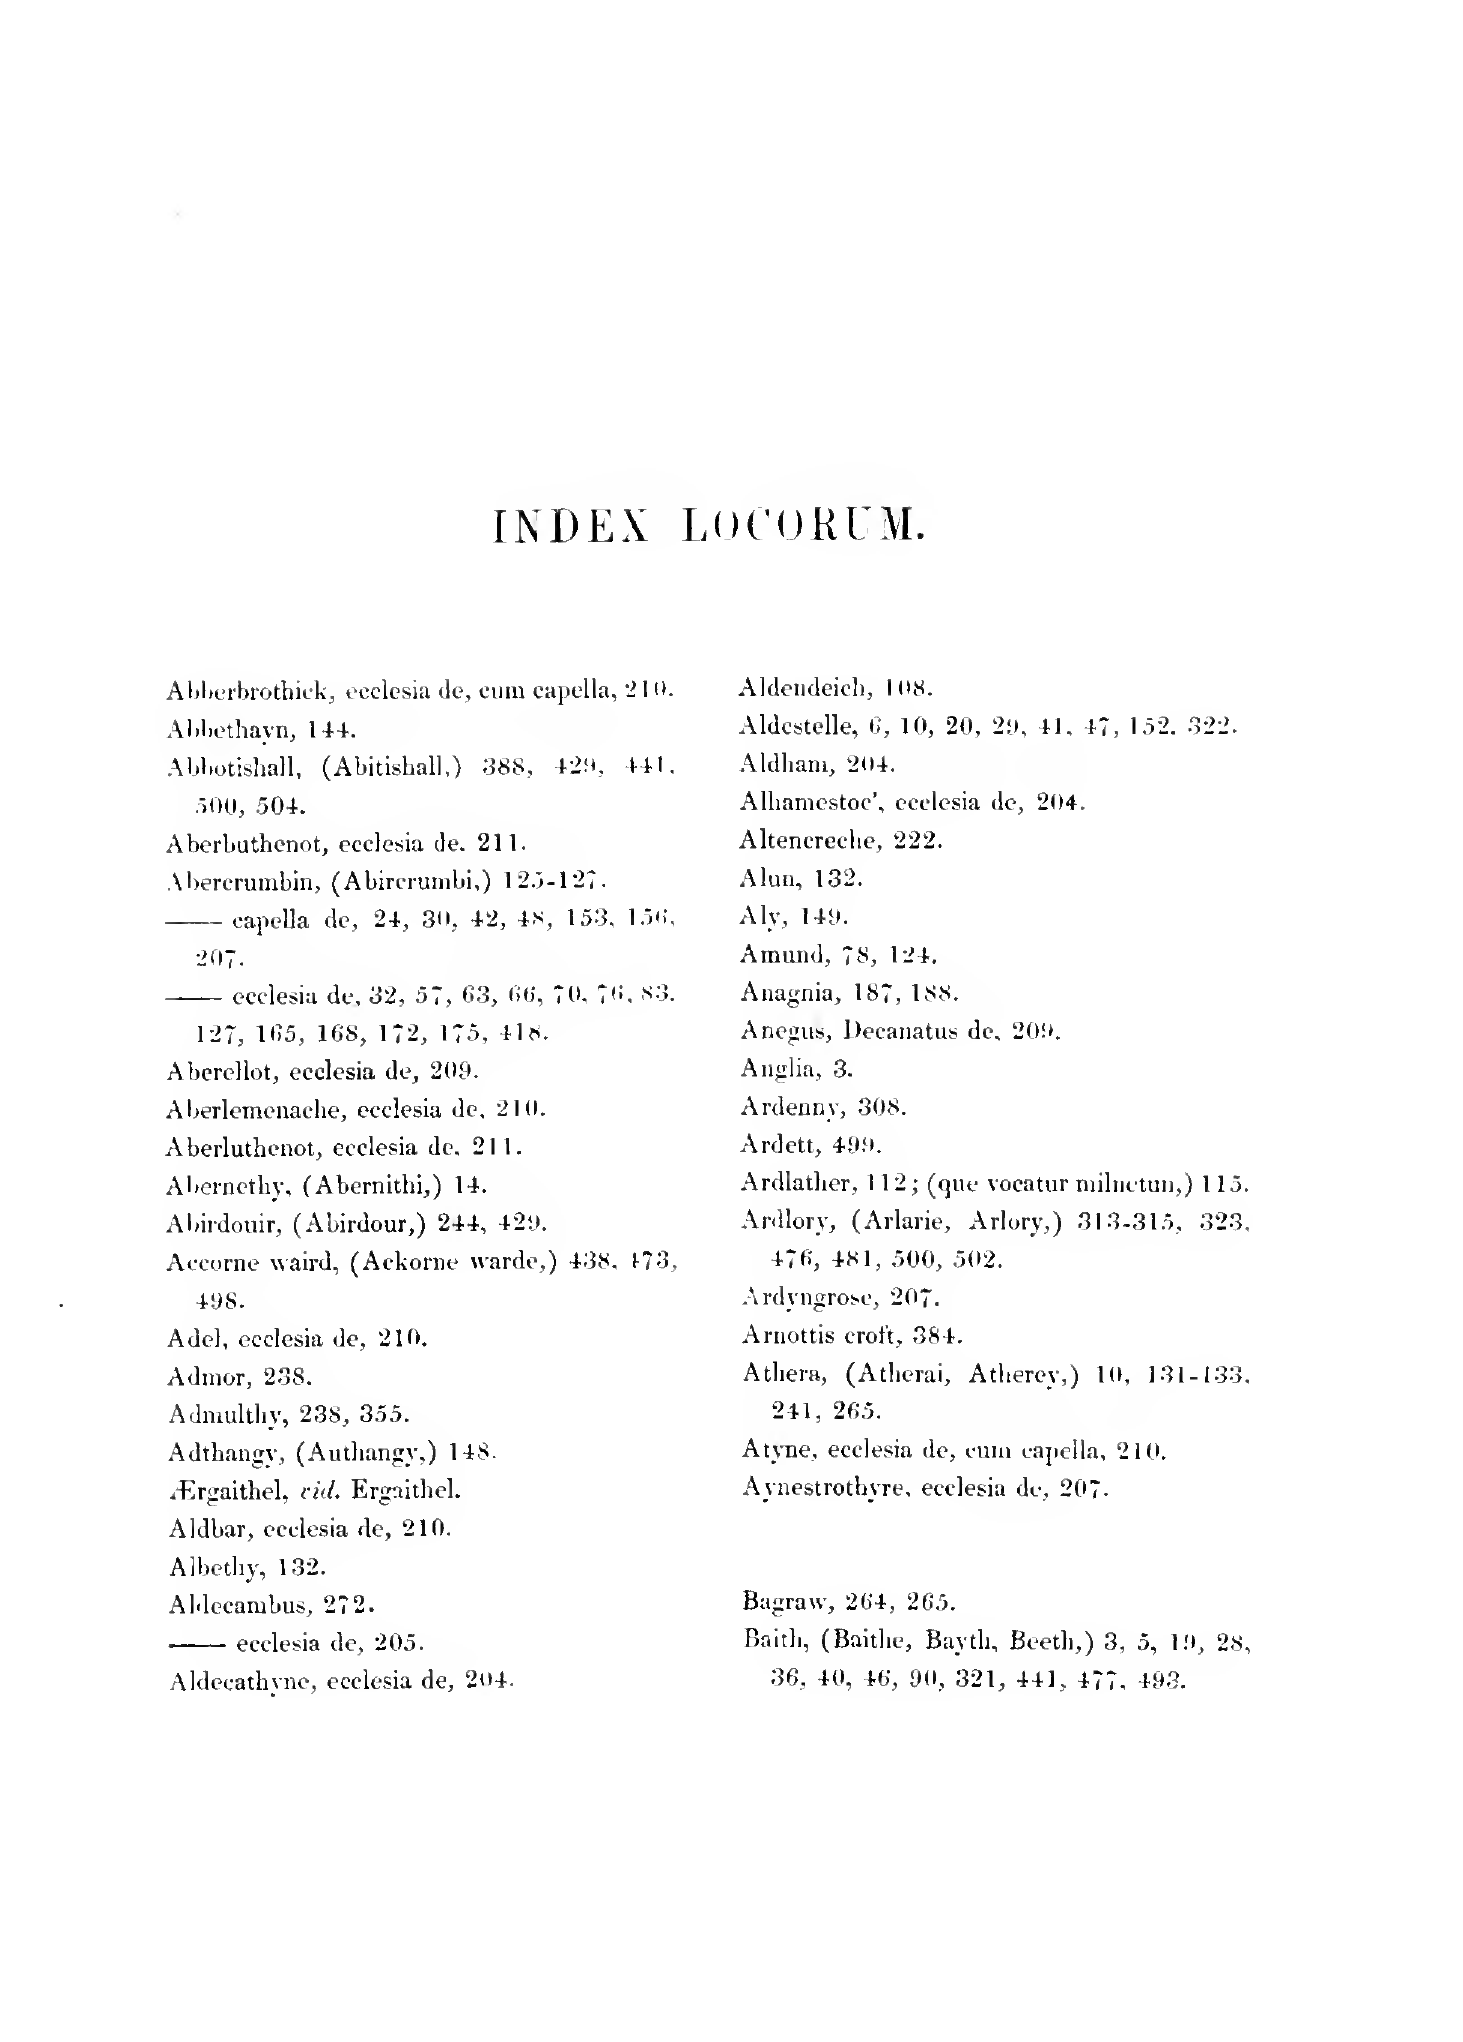 INDEX LOCORUM.
Abberbrothick, ecclesia de, cum capella, 210.
Abbethayn, 144.
Abbotishall, (Abitishall,) 388, 429, 441,
500, 504.
Aberbuthenot, ecclesia de, 211.
Abercrumbin, (Abircrumbi,) 125-127.
—— capella de, 24, 30, 42, 48, 153, 156,
207.
—— ecclesia de, 32, 57, 63, 66, 70, 76, 83,
127, 165, 168, 172, 175, 418.
Aberellot, ecclesia de, 209.
Aberlemenache, ecclesia de, 210.
Aberluthenot, ecclesia de, 211.
Abernethy, (Abernithi,) 14.
Abirdouir, (Abirdour,) 244, 429.
Accorne waird, (Ackorne warde,) 438, 473,
498.
Adel, ecclesia de, 210.
Admor, 238.
Admulthy, 238, 355.
Adthangy, (Authangy,) 148.
Ærgaithel, vid. Ergaithel.
Aldbar, ecclesia de, 210.
Albethy, 132.
Aldecambus, 272.
—— ecclesia de, 205.
Aldecathyne, ecclesia de, 204.
Aldendeich, 108.
Aldestelle, 6, 10, 20, 29, 41, 47, 152, 322.
Aldham, 204.
Alhamestoc', ecclesia de, 204.
Altencreche, 222.
Alun, 132.
Aly, 149.
Amund, 78, 124.
Anagnia, 187, 188.
Anegus, Decanatus de, 209.
Anglia, 3.
Ardenny, 308.
Ardett, 499.
Ardlather, 112; (que vocatur milnetun,) 115.
Ardlory, (Arlarie, Arlory,) 313-315, 323,
476, 481, 500, 502.
Ardyngrose, 207.
Arnottis croft, 384.
Athera, (Atherai, Atherey,) 10, 131-133,
241, 265.
Atyne, ecclesia de, cum capella, 210.
Aynestrothyre, ecclesia de, 207.
Bagraw, 264, 265.
Baith, (Baithe, Bayth, Beeth,) 3, 5, 19, 28,
36, 40, 46, 90, 321, 441, 477, 493.